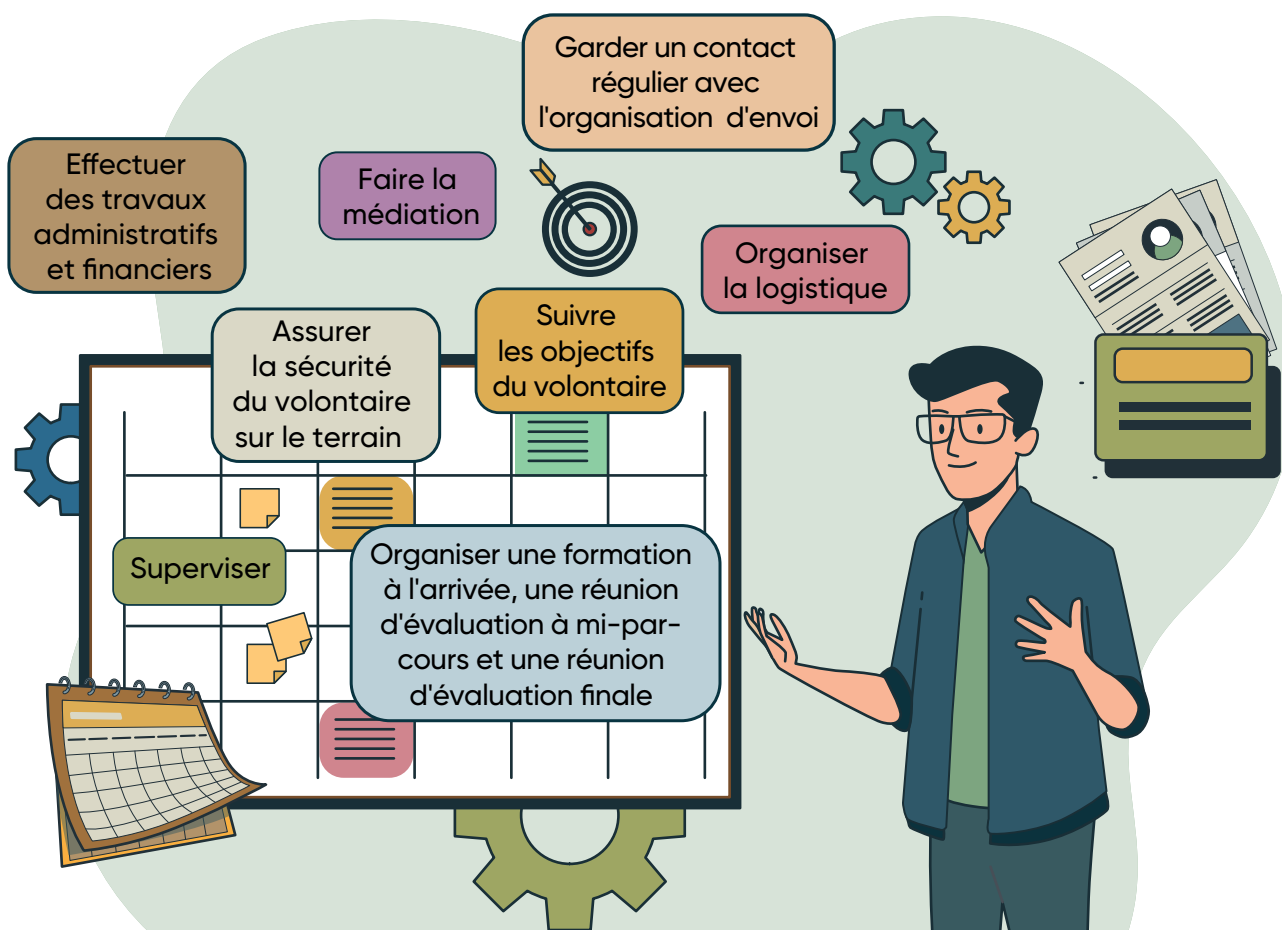 Garder un contact
régulier avec
l'organisation d'envoi
Effectuer
des travaux
administratifs
et financiers
Faire la
médiation
Organiser
la logistique
Assurer
la sécurité
du volontaire
sur le terrain
Suivre
les objectifs
du volontaire
Superviser
Organiser une formation
à l'arrivée, une réunion
d'évaluation à mi-par-
cours et une réunion
d'évaluation finale